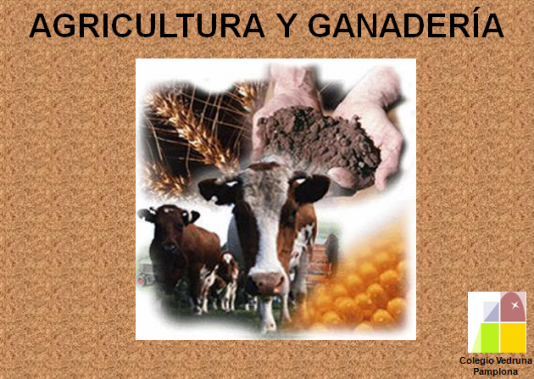 AGRICULTURA Y GANADERÍA
Colegio Vedruna
Pamplona